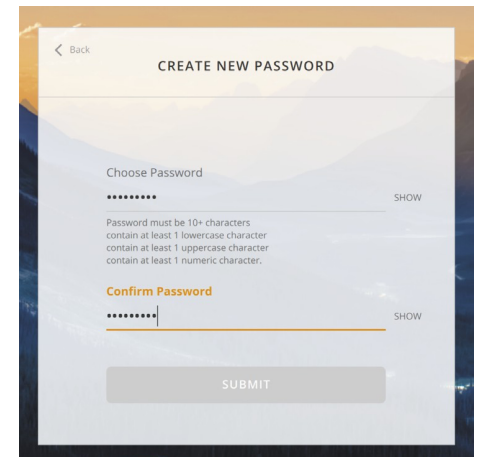 Back
CREATE NEW PASSWORD
Choose Password
•••••••••
SHOW
Password must be 10+ characters
contain at least 1 lowercase character
contain at least 1 uppercase character
contain at least 1 numeric character.
Confirm Password
•••••••••
SHOW
SUBMIT